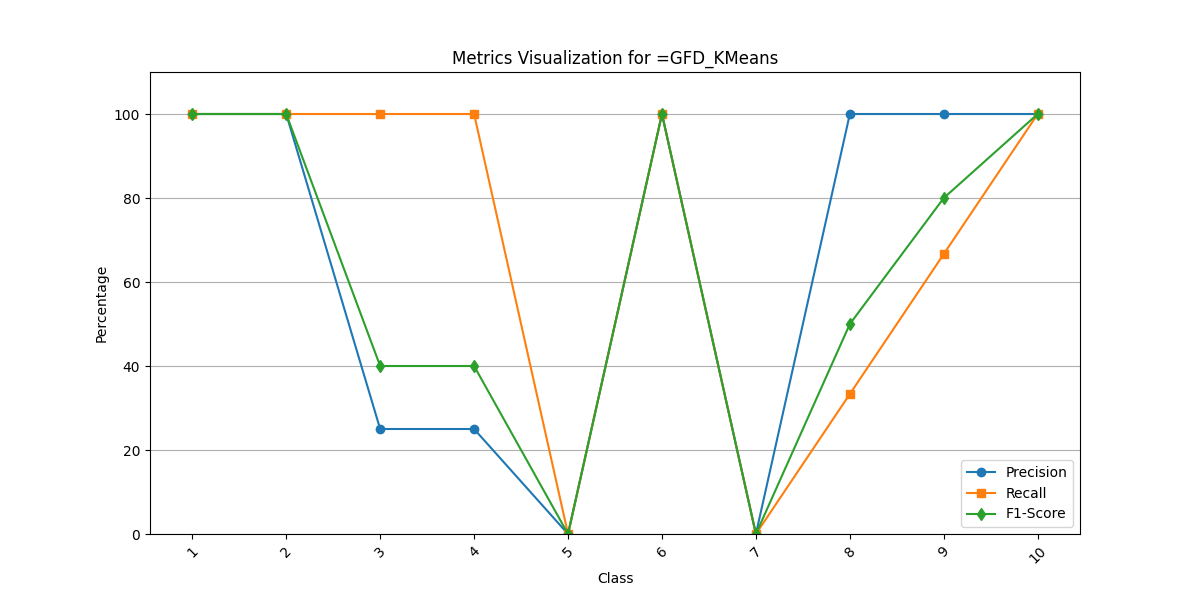 Metrics Visualization for =GFD_KMeans
100
80
60
40
20
0
Percentage
1 2 3 4 5 6 7 8 9 10
Class
Precision
Recall
F1-Score